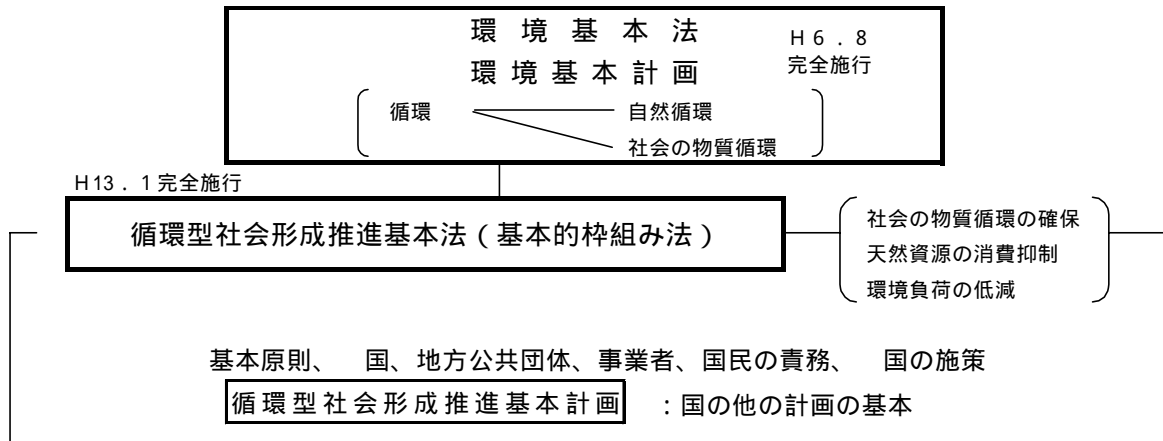 環境基本法
H6.8
環境基本計画
完全施行
循環 自然循環
社会の物質循環
H13.1完全施行
循環型社会形成推進基本法(基本的枠組み法)
社会の物質循環の確保
天然資源の消費抑制
環境負荷の低減
基本原則、 国、地方公共団体、事業者、国民の責務、 国の施策
循環型社会形成推進基本計画 :国の他の計画の基本